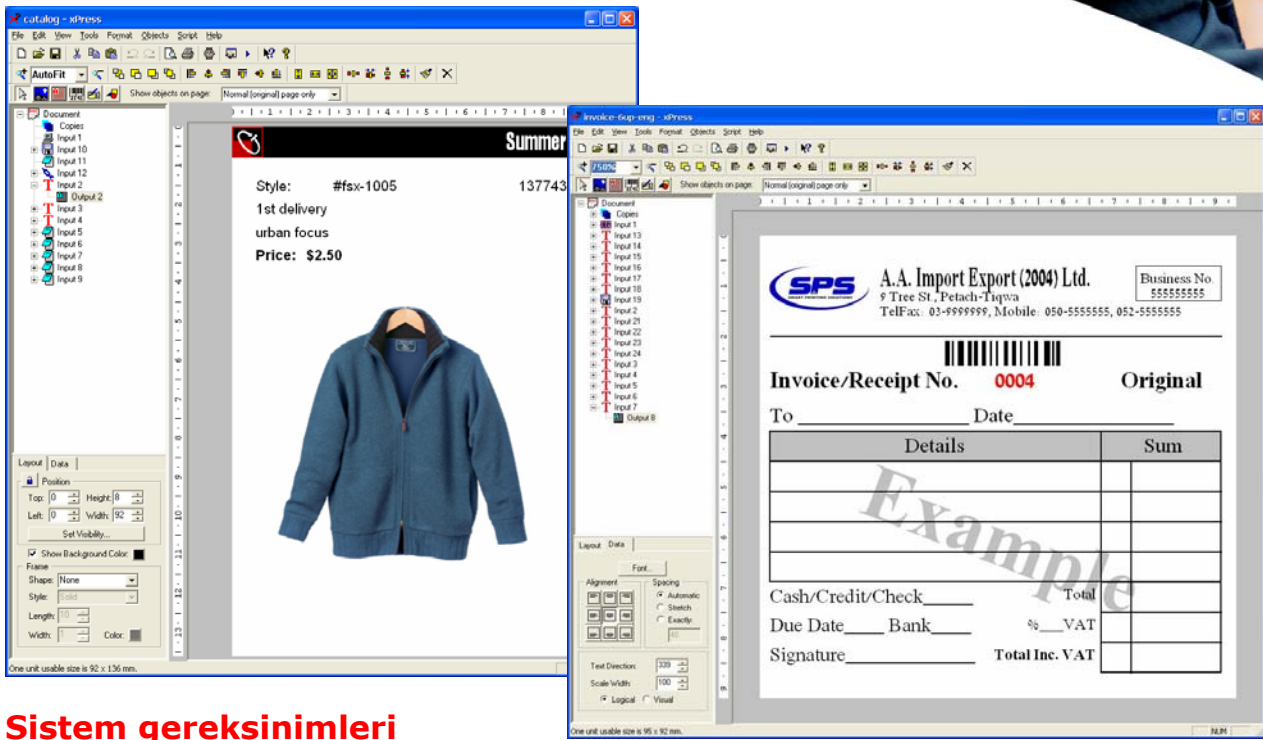 catalog - xPress
File Edit View Tools Format Objects Script Help
AutoFit
Show objects on page: Normal (original) page only
Document
Copies
Input 1
Input 10
Input 11
Input 12
Input 2
Output 2
Input 3
Input 4
Input 5
Input 6
Input 7
Input 8
Input 9
Layout Data
Position
Top: 0 Height: 8
Left: 0 Width: 92
Set Visibility...
Show Background Color:
Frame
Shape: None
Style: Solid
Length: 10
Width: 1 Color:
One unit usable size is 92 x 136 mm.
Summer
Style: #fsx-1005 137743
1st delivery
urban focus
Price: $2.50
invoice-6up-eng - xPress
File Edit View Tools Format Objects Script Help
750%
Show objects on page: Normal (original) page only
Document
Copies
Input 1
Input 13
Input 14
Input 15
Input 16
Input 17
Input 18
Input 19
Input 2
Input 21
Input 22
Input 23
Input 24
Input 3
Input 4
Input 5
Input 6
Input 7
Output 8
Layout Data
Font...
Alignment Spacing
Automatic
Stretch
Exactly:
40
Text Direction: 339
Scale Width: 100
Logical Visual
One unit usable size is 95 x 92 mm.
NUM
SPS
SMART PRINTING SOLUTIONS
A.A. Import Export (2004) Ltd.
9 Tree St., Petach-Tiqwa
TelFax: 03-9999999, Mobile: 050-5555555, 052-5555555
Business No.
555555555
Invoice/Receipt No. 0004 Original
To Date
Details Sum
Example
Cash/Credit/Check Total
Due Date Bank % VAT
Signature Total Inc. VAT
Sistem gereksinimleri